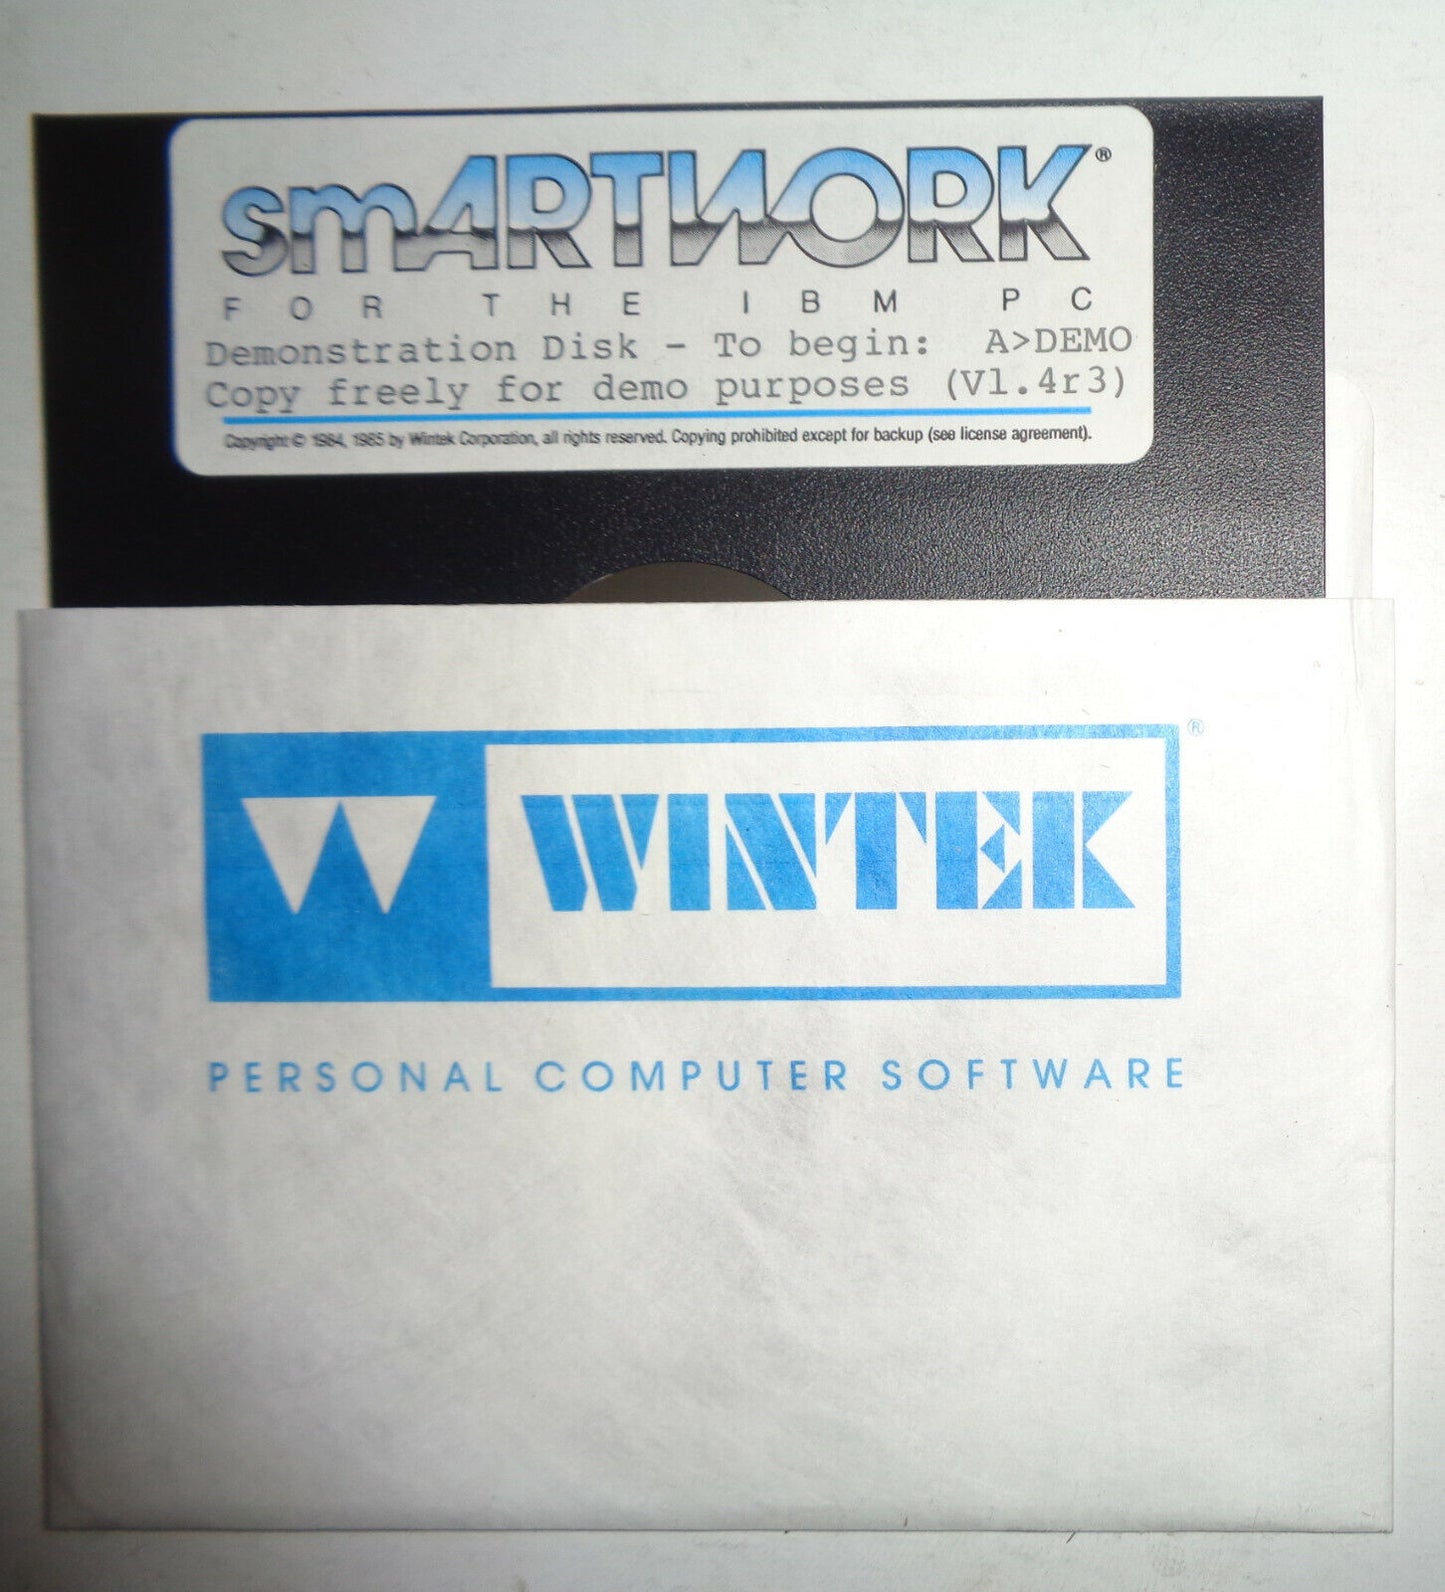 smARTWORK®
FOR THE IBM PC
Demonstration Disk - To begin: A>DEMO
Copy freely for demo purposes (V1.4r3)
Copyright © 1984, 1985 by Wintek Corporation, all rights reserved. Copying prohibited except for backup (see license agreement).
®
W WINTEK
PERSONAL COMPUTER SOFTWARE